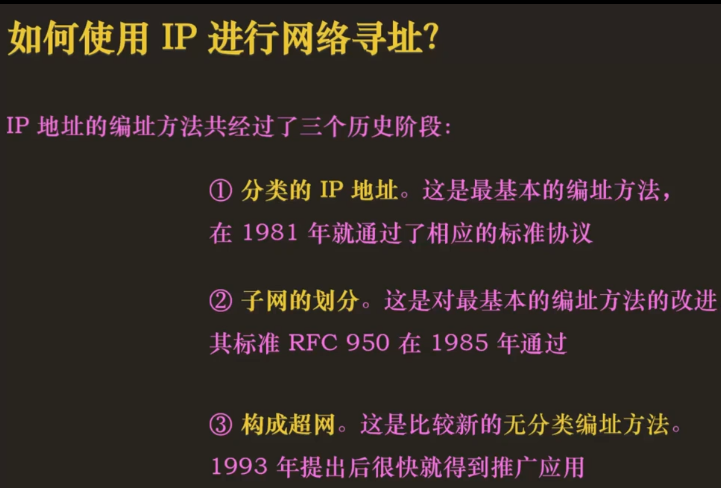 如何使用 IP 进行网络寻址?
IP 地址的编址方法共经过了三个历史阶段:
① 分类的 IP 地址。这是最基本的编址方法,
在 1981 年就通过了相应的标准协议
② 子网的划分。这是对最基本的编址方法的改进
其标准 RFC 950 在 1985 年通过
③ 构成超网。这是比较新的无分类编址方法。
1993 年提出后很快就得到推广应用